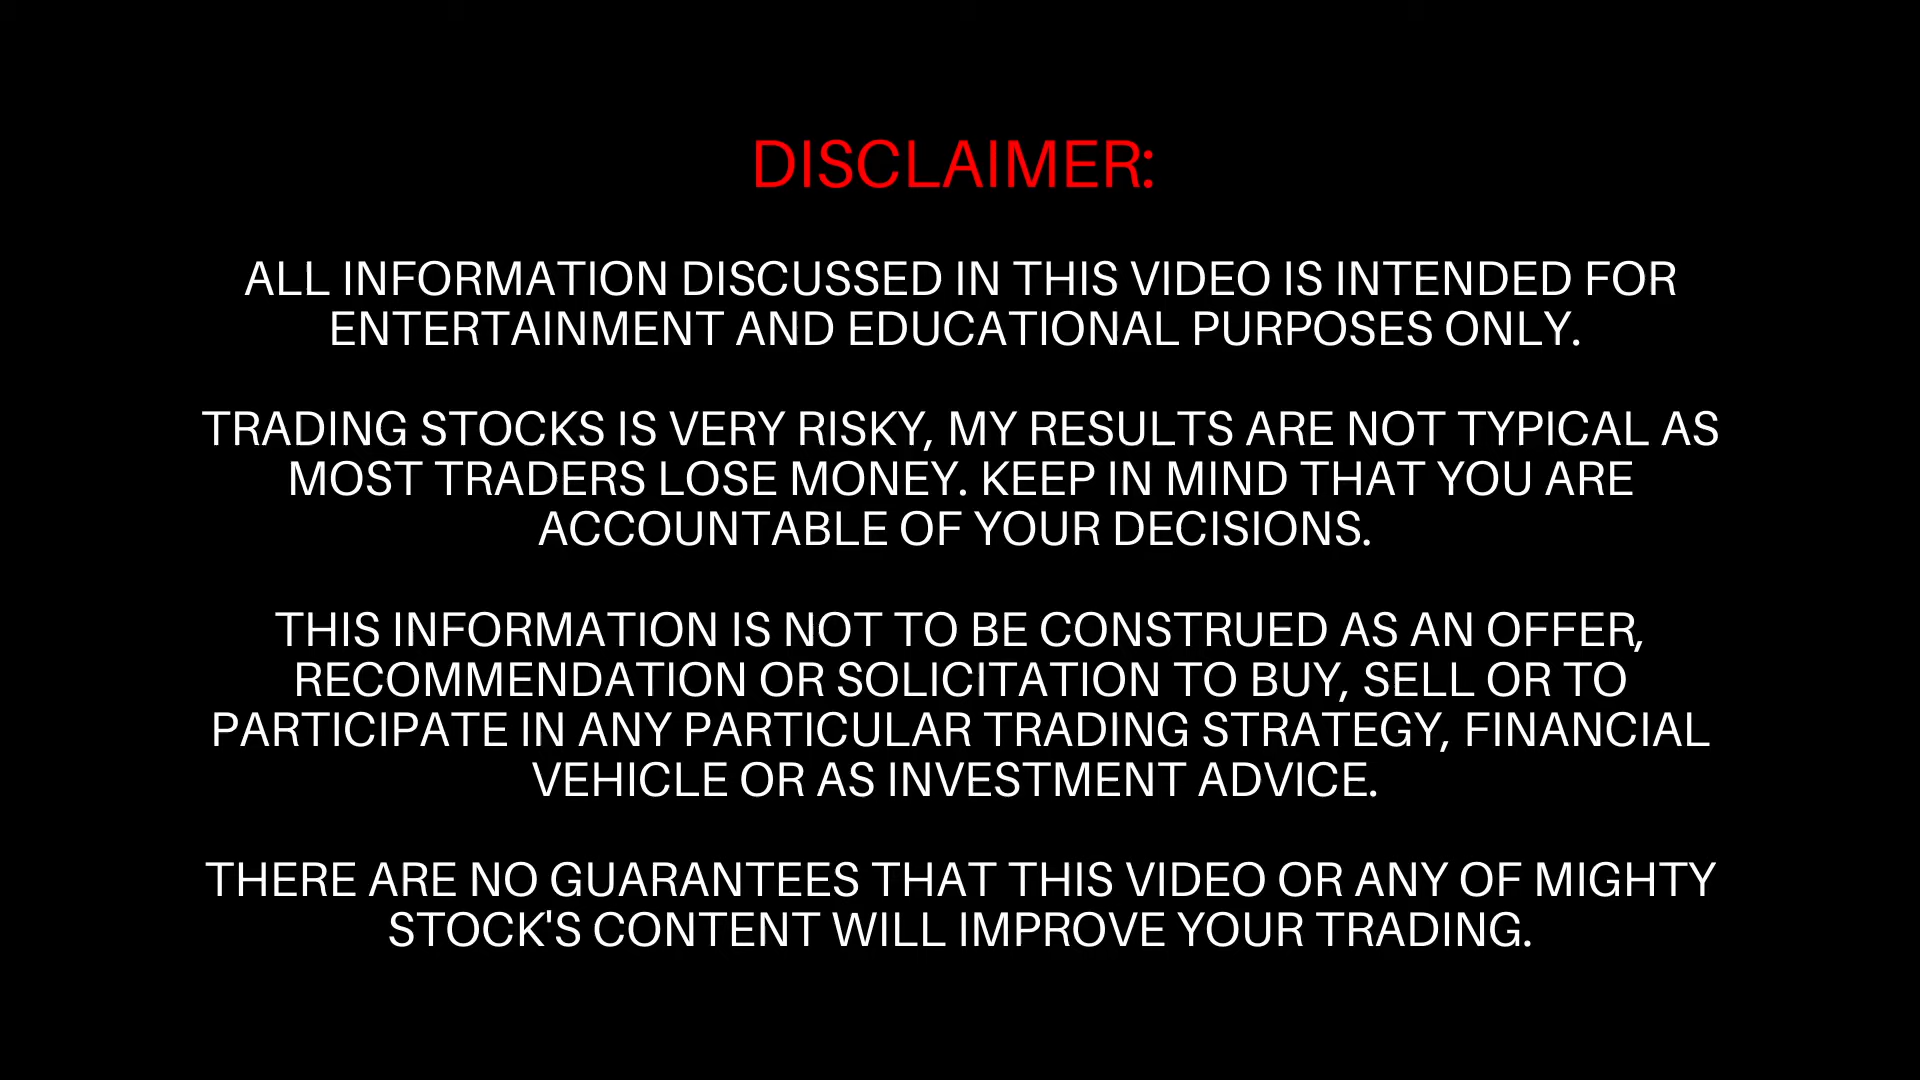 DISCLAIMER:
ALL INFORMATION DISCUSSED IN THIS VIDEO IS INTENDED FOR
ENTERTAINMENT AND EDUCATIONAL PURPOSES ONLY.
TRADING STOCKS IS VERY RISKY, MY RESULTS ARE NOT TYPICAL AS
MOST TRADERS LOSE MONEY. KEEP IN MIND THAT YOU ARE
ACCOUNTABLE OF YOUR DECISIONS.
THIS INFORMATION IS NOT TO BE CONSTRUED AS AN OFFER,
RECOMMENDATION OR SOLICITATION TO BUY, SELL OR TO
PARTICIPATE IN ANY PARTICULAR TRADING STRATEGY, FINANCIAL
VEHICLE OR AS INVESTMENT ADVICE.
THERE ARE NO GUARANTEES THAT THIS VIDEO OR ANY OF MIGHTY
STOCK'S CONTENT WILL IMPROVE YOUR TRADING.